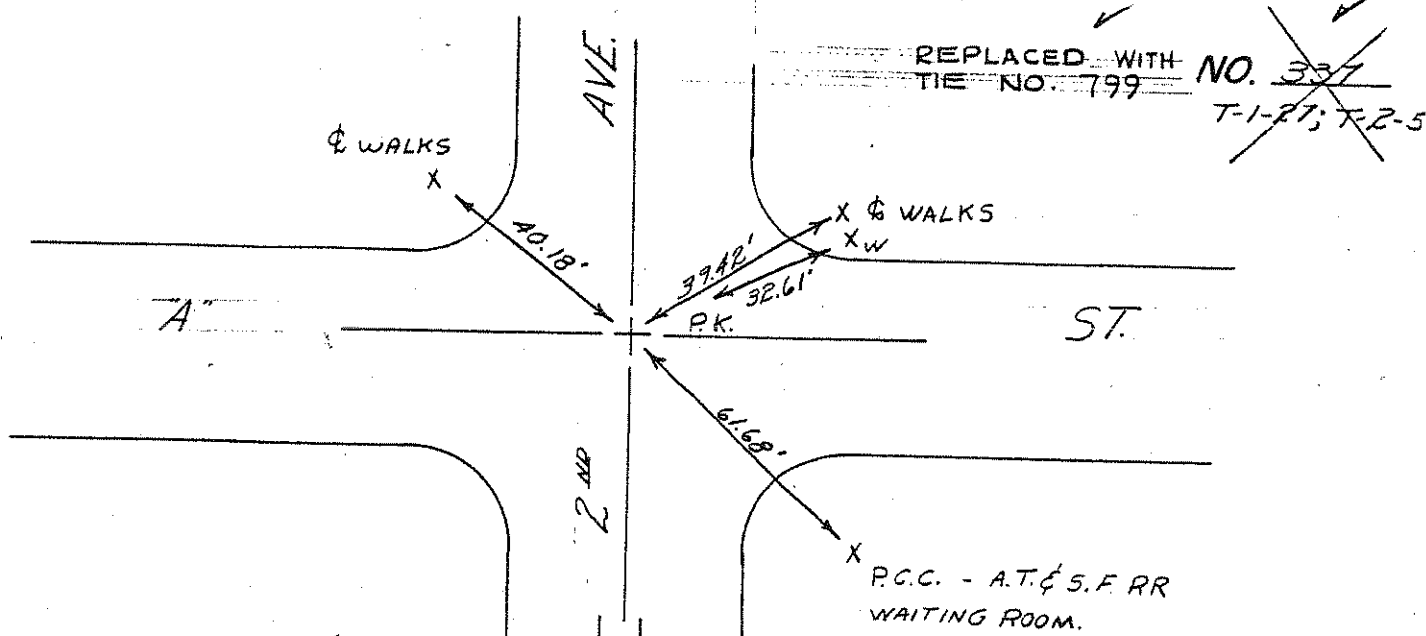 REPLACED WITH
TIE NO. 799
NO. 337
T-1-27; T-2-5
AVE.
℄ WALKS
X
X ℄ WALKS
X W
40.18'
39.42'
32.61'
"A"
P.K.
ST.
61.68'
2ND
X
P.C.C. - A.T. & S.F. RR
WAITING ROOM.